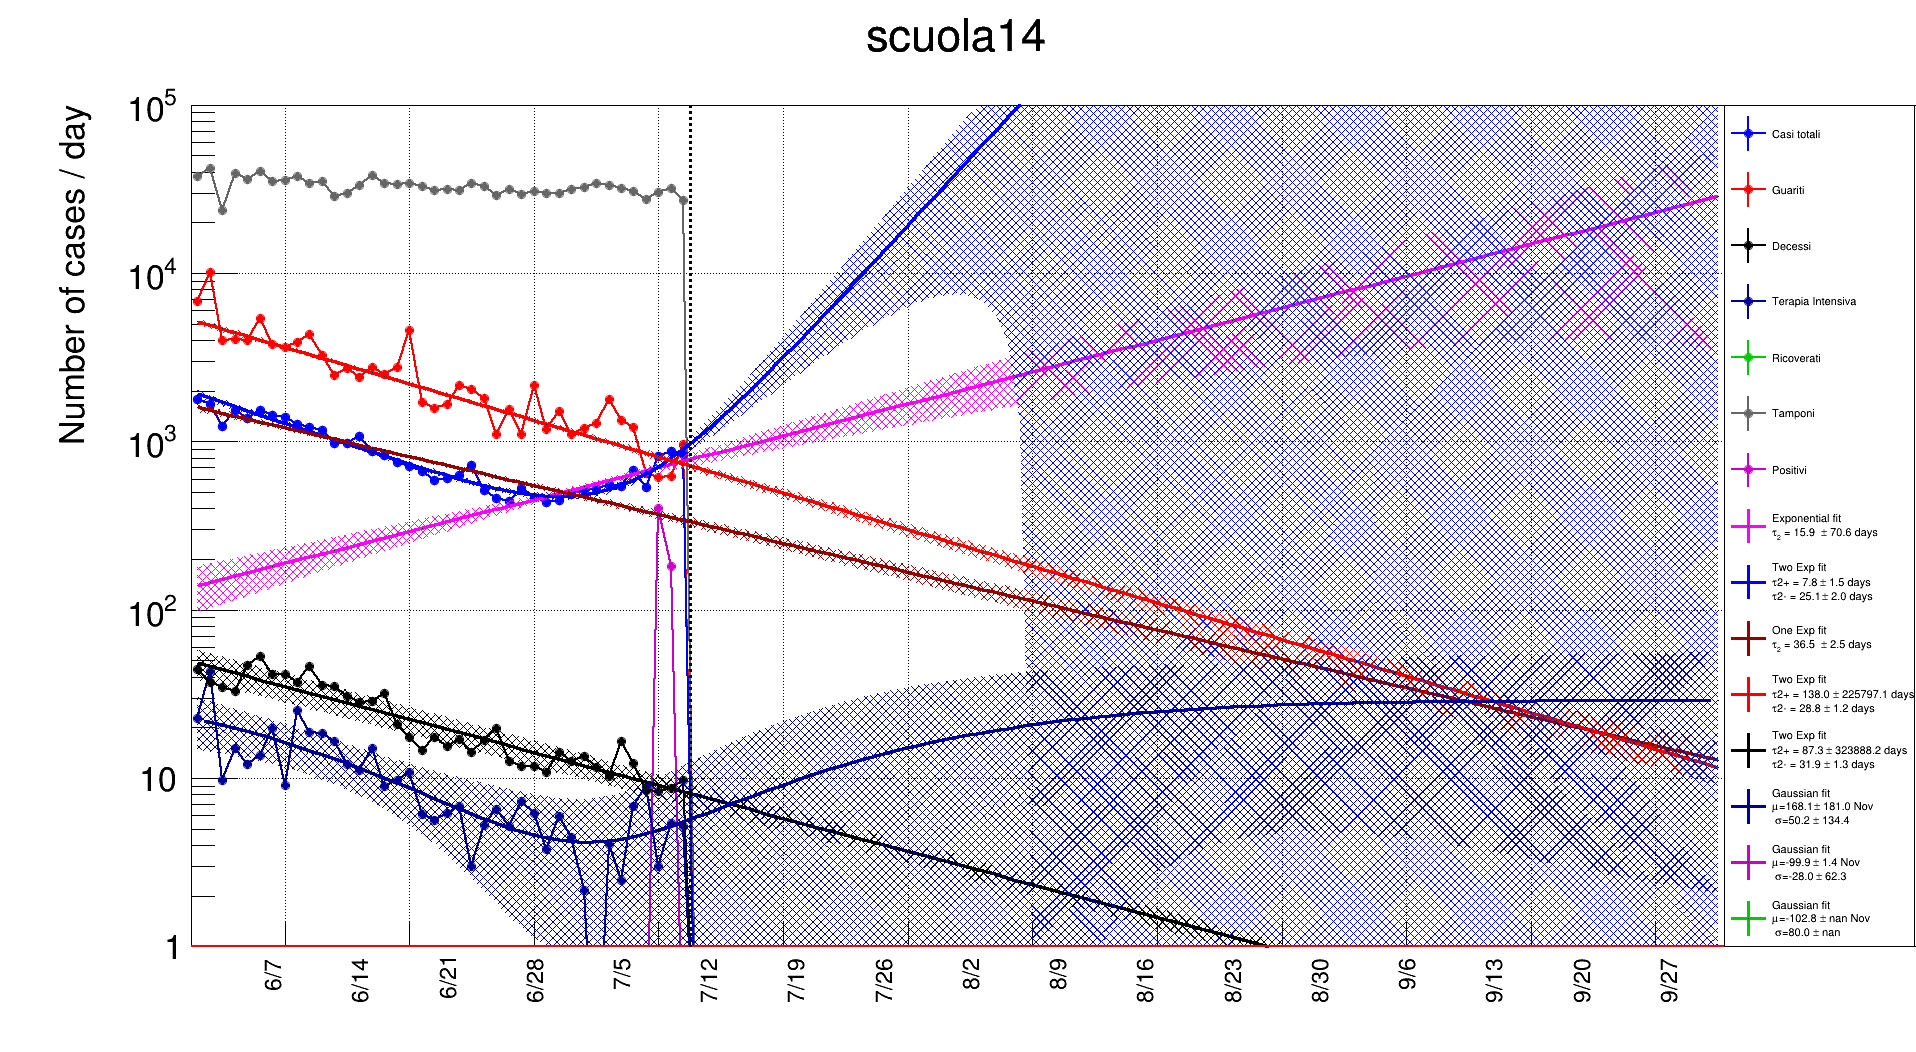 scuola14
Number of cases / day
10^5
10^4
10^3
10^2
10
1
6/7
6/14
6/21
6/28
7/5
7/12
7/19
7/26
8/2
8/9
8/16
8/23
8/30
9/6
9/13
9/20
9/27
Casi totali
Guariti
Decessi
Terapia Intensiva
Ricoverati
Tamponi
Positivi
Exponential fit
τ₂ = 15.9 ± 70.6 days
Two Exp fit
τ2+ = 7.8 ± 1.5 days
τ2- = 25.1 ± 2.0 days
One Exp fit
τ₂ = 36.5 ± 2.5 days
Two Exp fit
τ2+ = 138.0 ± 225797.1 days
τ2- = 28.8 ± 1.2 days
Two Exp fit
τ2+ = 87.3 ± 323888.2 days
τ2- = 31.9 ± 1.3 days
Gaussian fit
μ=168.1 ± 181.0 Nov
σ=50.2 ± 134.4
Gaussian fit
μ=-99.9 ± 1.4 Nov
σ=-28.0 ± 62.3
Gaussian fit
μ=-102.8 ± nan Nov
σ=80.0 ± nan